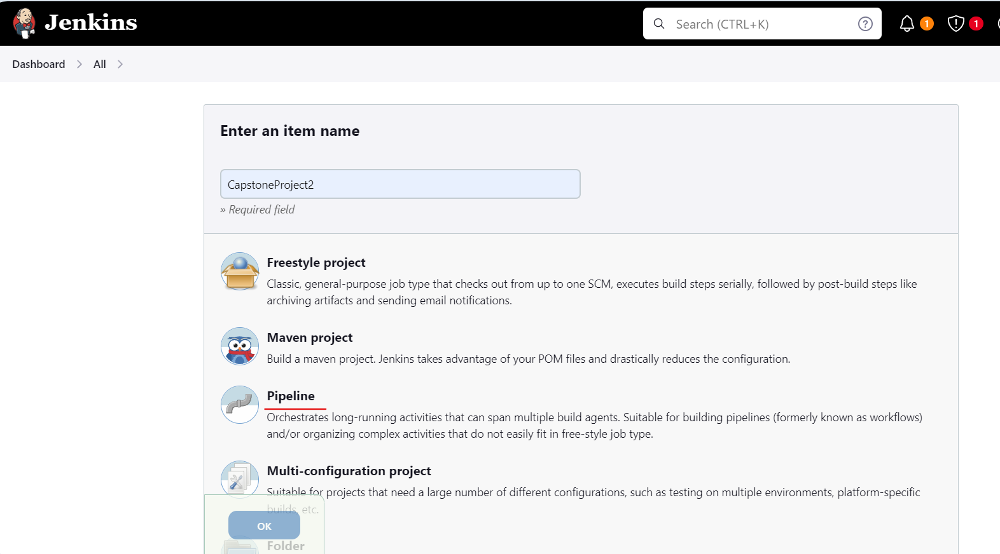 Jenkins
Search (CTRL+K)
?
1
1
Dashboard
All
Enter an item name
CapstoneProject2
» Required field
Freestyle project
Classic, general-purpose job type that checks out from up to one SCM, executes build steps serially, followed by post-build steps like
archiving artifacts and sending email notifications.
Maven project
Build a maven project. Jenkins takes advantage of your POM files and drastically reduces the configuration.
Pipeline
Orchestrates long-running activities that can span multiple build agents. Suitable for building pipelines (formerly known as workflows)
and/or organizing complex activities that do not easily fit in free-style job type.
Multi-configuration project
Suitable for projects that need a large number of different configurations, such as testing on multiple environments, platform-specific
builds, etc.
OK
Folder